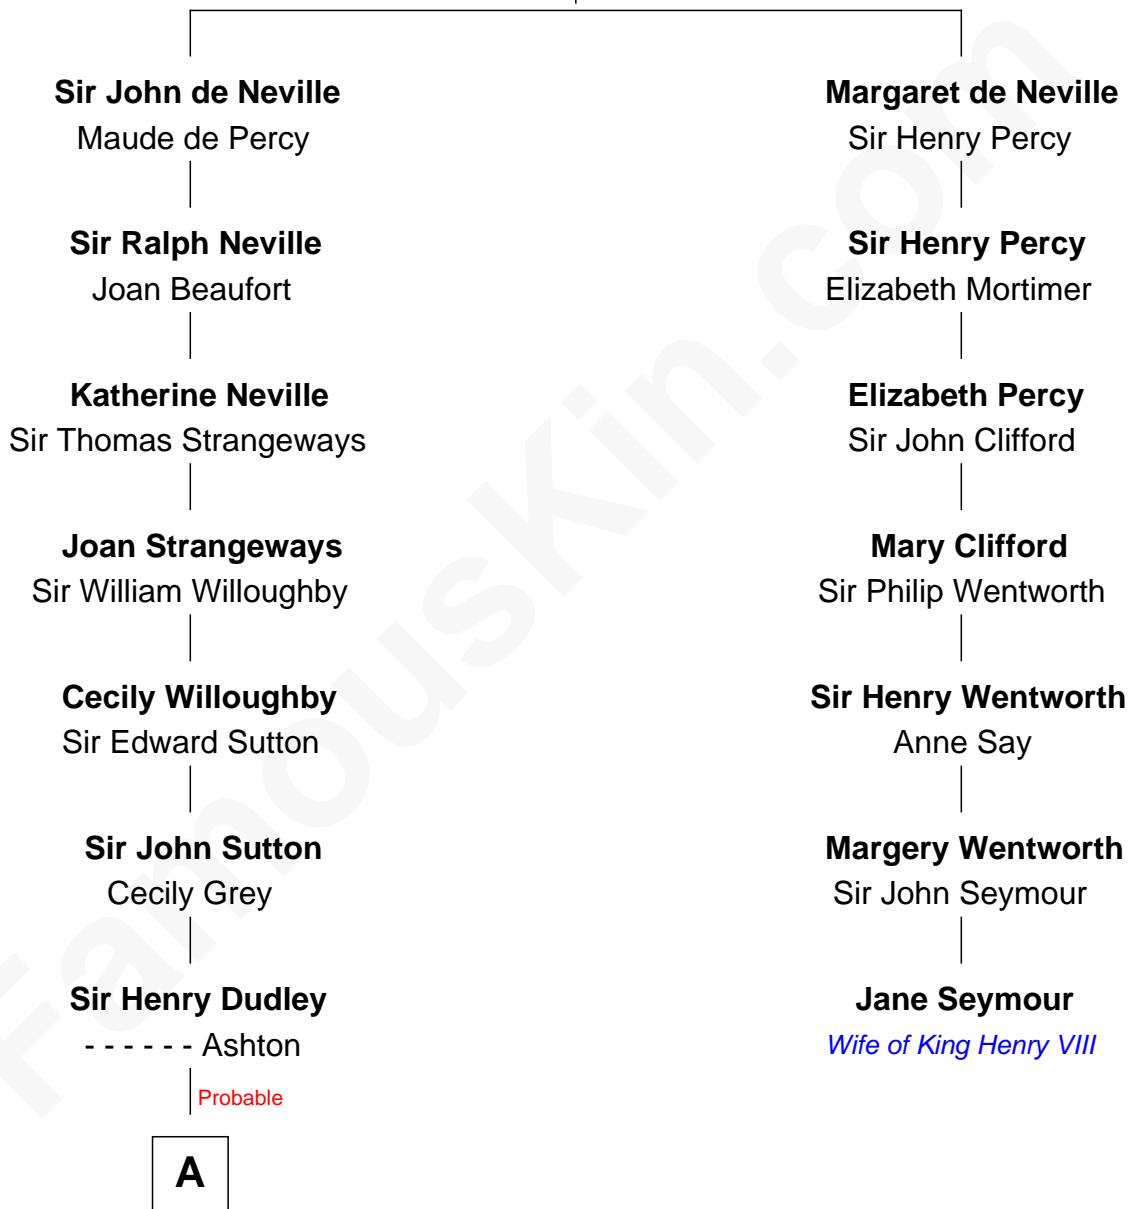 Sir John de Neville
Maude de Percy
Sir Ralph Neville
Joan Beaufort
Katherine Neville
Sir Thomas Strangeways
Joan Strangeways
Sir William Willoughby
Cecily Willoughby
Sir Edward Sutton
Sir John Sutton
Cecily Grey
Sir Henry Dudley
- - - - - - Ashton
Probable
A
Margaret de Neville
Sir Henry Percy
Sir Henry Percy
Elizabeth Mortimer
Elizabeth Percy
Sir John Clifford
Mary Clifford
Sir Philip Wentworth
Sir Henry Wentworth
Anne Say
Margery Wentworth
Sir John Seymour
Jane Seymour
Wife of King Henry VIII
FamousKin.com